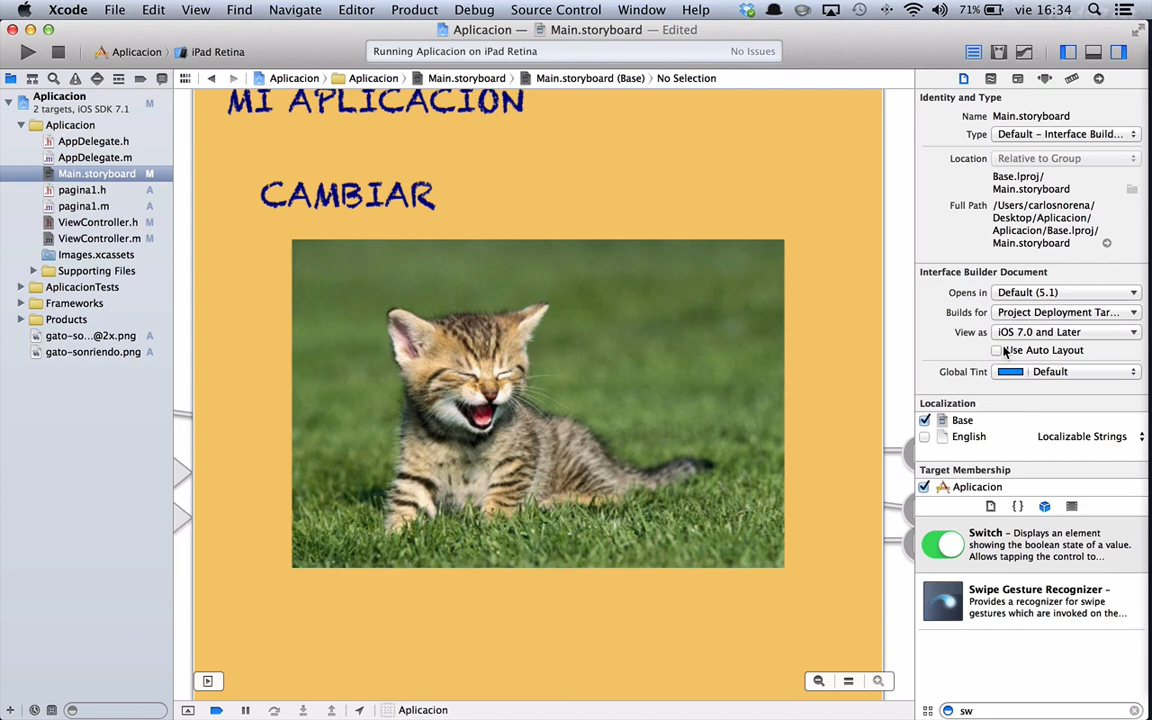 Xcode File Edit View Find Navigate Editor Product Debug Source Control Window Help 71% vie 16:34
Aplicacion — Main.storyboard — Edited
Aplicacion iPad Retina
Running Aplicacion on iPad Retina No Issues
Aplicacion Aplicacion Main.storyboard Main.storyboard (Base) No Selection
Aplicacion
2 targets, iOS SDK 7.1 M
Aplicacion
AppDelegate.h
AppDelegate.m
Main.storyboard M
pagina1.h A
pagina1.m A
ViewController.h M
ViewController.m M
Images.xcassets
Supporting Files
AplicacionTests
Frameworks
Products
gato-so...@2x.png A
gato-sonriendo.png A
MI APLICACION
CAMBIAR
Aplicacion
Identity and Type
Name Main.storyboard
Type Default - Interface Build...
Location Relative to Group
Base.lproj/
Main.storyboard
Full Path /Users/carlosnorena/
Desktop/Aplicacion/
Aplicacion/Base.lproj/
Main.storyboard
Interface Builder Document
Opens in Default (5.1)
Builds for Project Deployment Tar...
View as iOS 7.0 and Later
Use Auto Layout
Global Tint Default
Localization
Base
English Localizable Strings
Target Membership
Aplicacion
Switch - Displays an element
showing the boolean state of a value.
Allows tapping the control to...
Swipe Gesture Recognizer -
Provides a recognizer for swipe
gestures which are invoked on the...
sw